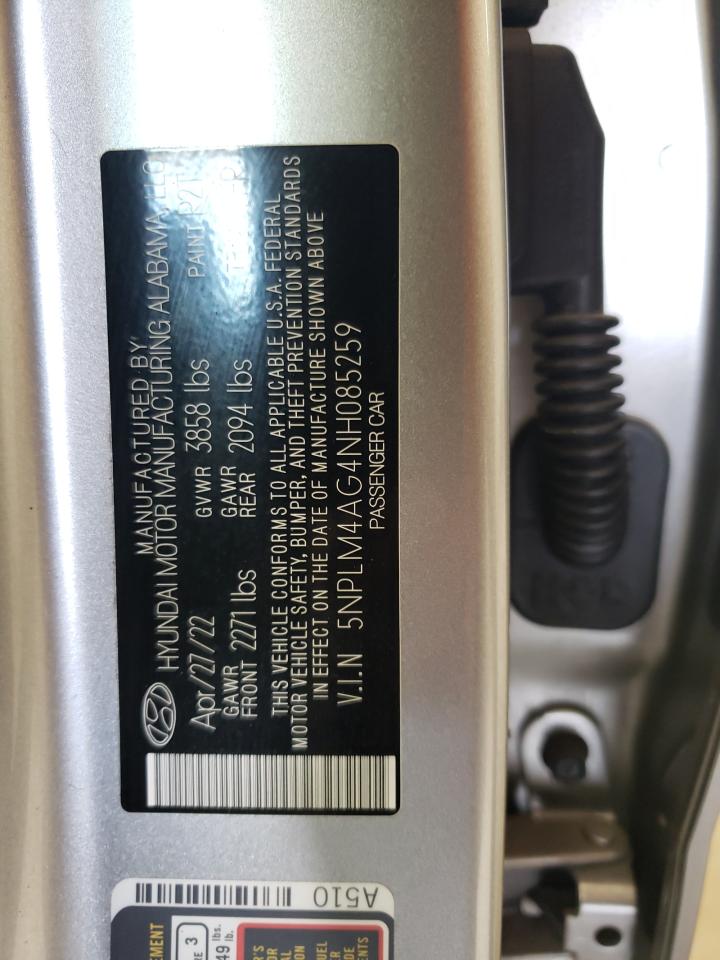 MANUFACTURED BY
HYUNDAI MOTOR MANUFACTURING ALABAMA, LLC
Apr/27/22 GVWR 3858 lbs PAINT
GAWR FRONT 2271 lbs GAWR REAR 2094 lbs
THIS VEHICLE CONFORMS TO ALL APPLICABLE U.S.A. FEDERAL
MOTOR VEHICLE SAFETY, BUMPER, AND THEFT PREVENTION STANDARDS
IN EFFECT ON THE DATE OF MANUFACTURE SHOWN ABOVE
V.I.N 5NPLM4AG4NH085259
PASSENGER CAR
A510